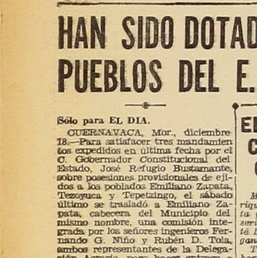 HAN SIDO DOTAD
PUEBLOS DEL E.
Sólo para EL DIA.
CUERNAVACA, Mor., diciembre
18.—Para satisfacer tres mandamien
tos expedidos en última fecha por el
C. Gobernador Constitucional del
Estado, José Refugio Bustamante,
sobre posesiones provisionales de eji-
dos a los poblados Emiliano Zapata,
Tezoyuca y Tepetzingo, el sábado
último se trasladó a Emiliano Za-
pata, cabecera del Municipio del
mismo nombre, una comisión inte-
grada por los señores ingenieros Fer-
nando G. Niño y Rubén D. Tola,
ambos representantes de la Delega-